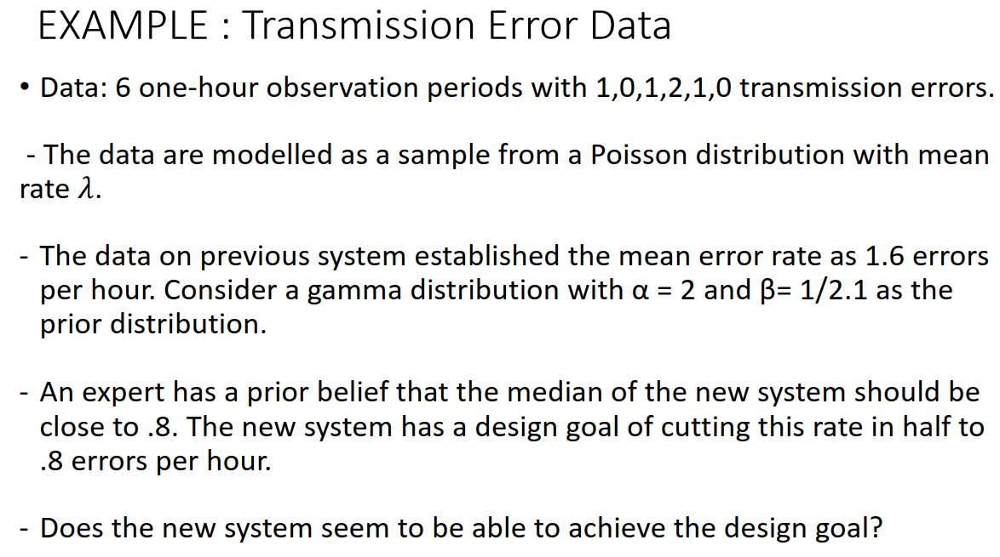 EXAMPLE : Transmission Error Data
• Data: 6 one-hour observation periods with 1,0,1,2,1,0 transmission errors.
- The data are modelled as a sample from a Poisson distribution with mean
rate λ.
- The data on previous system established the mean error rate as 1.6 errors
per hour. Consider a gamma distribution with α = 2 and β= 1/2.1 as the
prior distribution.
- An expert has a prior belief that the median of the new system should be
close to .8. The new system has a design goal of cutting this rate in half to
.8 errors per hour.
- Does the new system seem to be able to achieve the design goal?